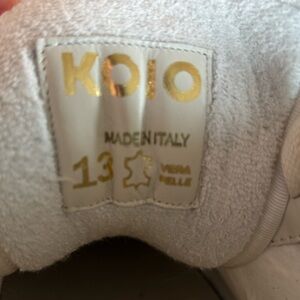 KOIO
MADE IN ITALY
13 VERA
PELLE